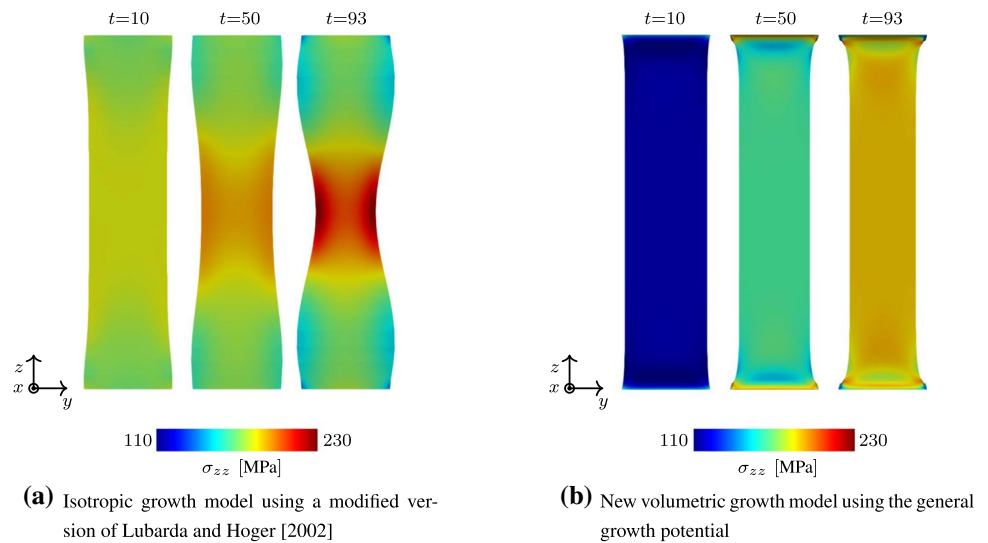 t=10 t=50 t=93
z
x
y
110 230
σzz [MPa]
(a) Isotropic growth model using a modified ver-
sion of Lubarda and Hoger [2002]
t=10 t=50 t=93
z
x
y
110 230
σzz [MPa]
(b) New volumetric growth model using the general
growth potential